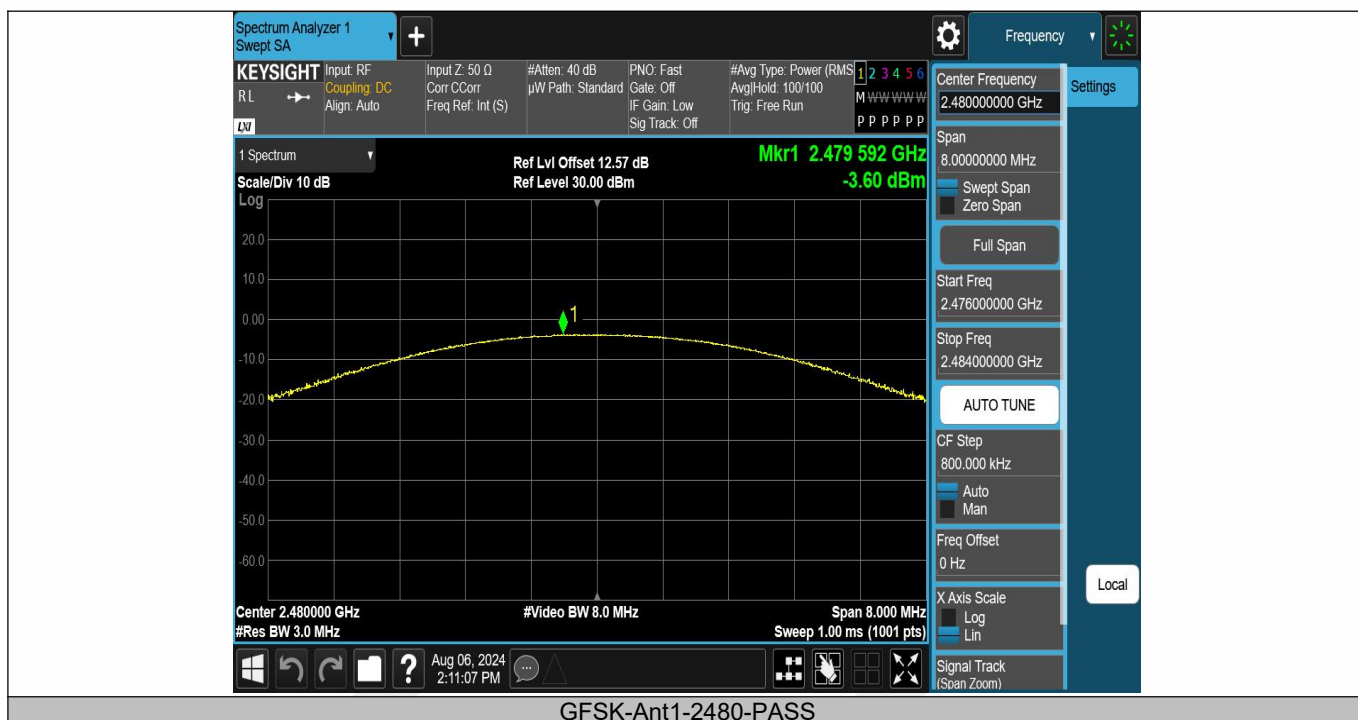 Spectrum Analyzer 1
Swept SA
Frequency
KEYSIGHT
Input: RF
Coupling: DC
Align: Auto
RL
LXI
Input Z: 50 Ω
Corr CCorr
Freq Ref: Int (S)
#Atten: 40 dB
µW Path: Standard
PNO: Fast
Gate: Off
IF Gain: Low
Sig Track: Off
#Avg Type: Power (RMS
Avg|Hold: 100/100
Trig: Free Run
1 2 3 4 5 6
M W W W W W
P P P P P P
1 Spectrum
Scale/Div 10 dB
Log
Ref Lvl Offset 12.57 dB
Ref Level 30.00 dBm
Mkr1 2.479 592 GHz
-3.60 dBm
20.0
10.0
0.00
-10.0
-20.0
-30.0
-40.0
-50.0
-60.0
1
Center 2.480000 GHz
#Res BW 3.0 MHz
#Video BW 8.0 MHz
Span 8.000 MHz
Sweep 1.00 ms (1001 pts)
Center Frequency
2.480000000 GHz
Settings
Span
8.00000000 MHz
Swept Span
Zero Span
Full Span
Start Freq
2.476000000 GHz
Stop Freq
2.484000000 GHz
AUTO TUNE
CF Step
800.000 kHz
Auto
Man
Freq Offset
0 Hz
X Axis Scale
Log
Lin
Signal Track
(Span Zoom)
Local
?
Aug 06, 2024
2:11:07 PM
GFSK-Ant1-2480-PASS